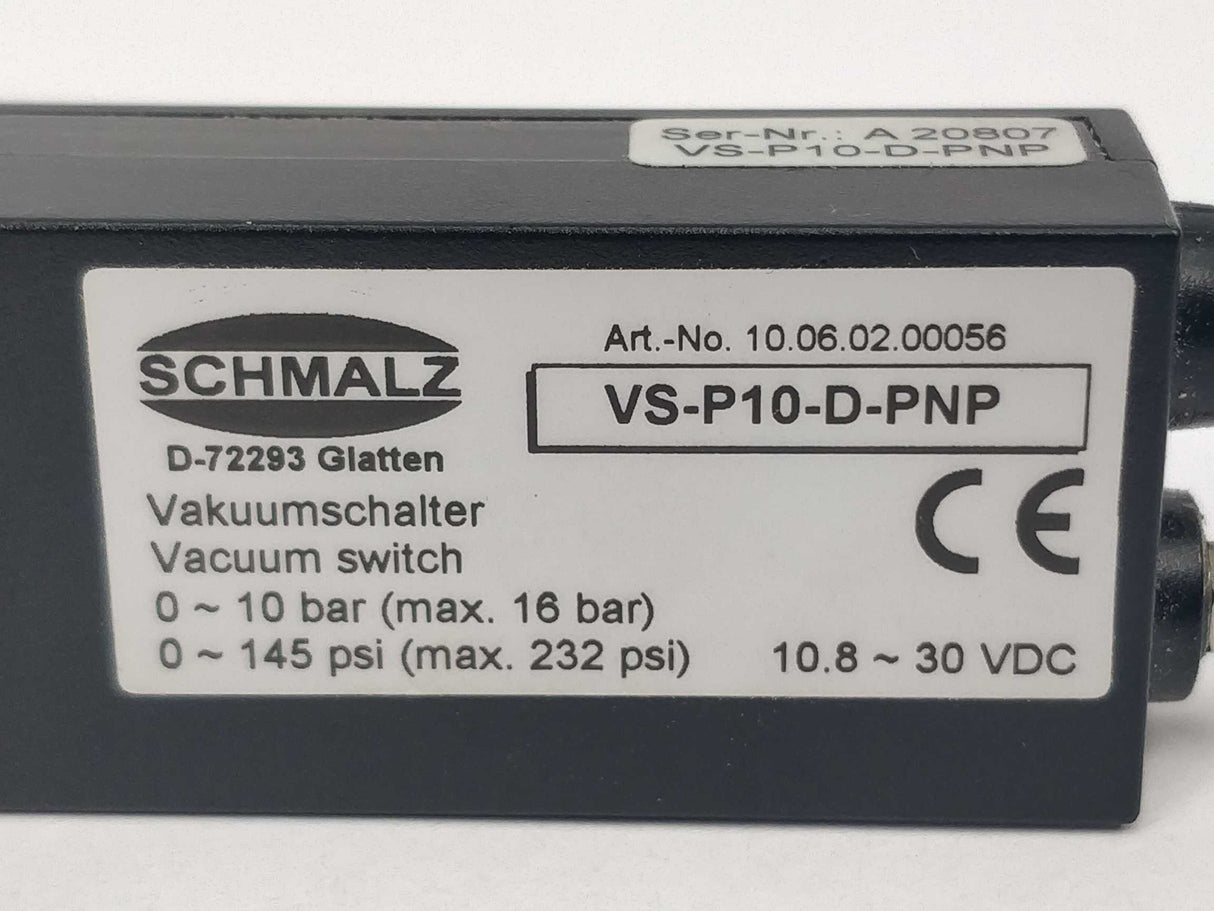 Ser-Nr.: A 20807
VS-P10-D-PNP
SCHMALZ
D-72293 Glatten
Art.-No. 10.06.02.00056
VS-P10-D-PNP
CE
Vakuumschalter
Vacuum switch
0 ~ 10 bar (max. 16 bar)
0 ~ 145 psi (max. 232 psi)
10.8 ~ 30 VDC